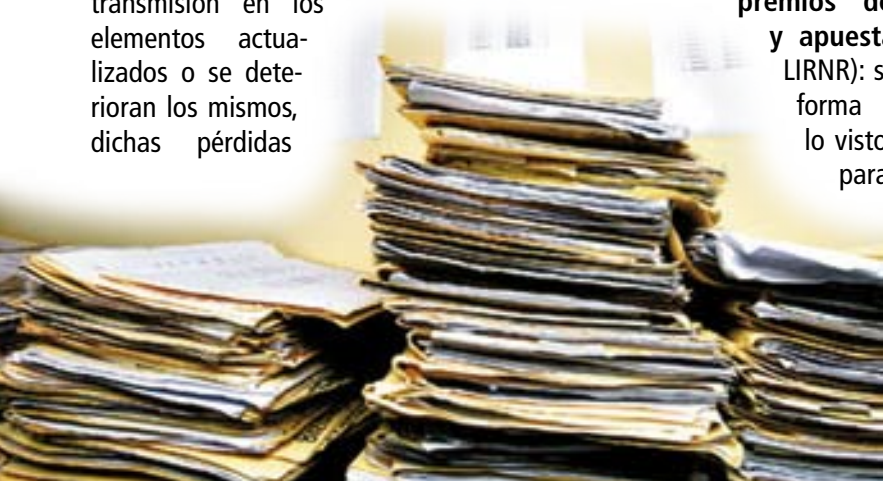 transmisión en los
elementos actua-
lizados o se dete-
rioran los mismos,
dichas pérdidas
premios de
y apuesta
LIRNR): s
forma
lo visto
para